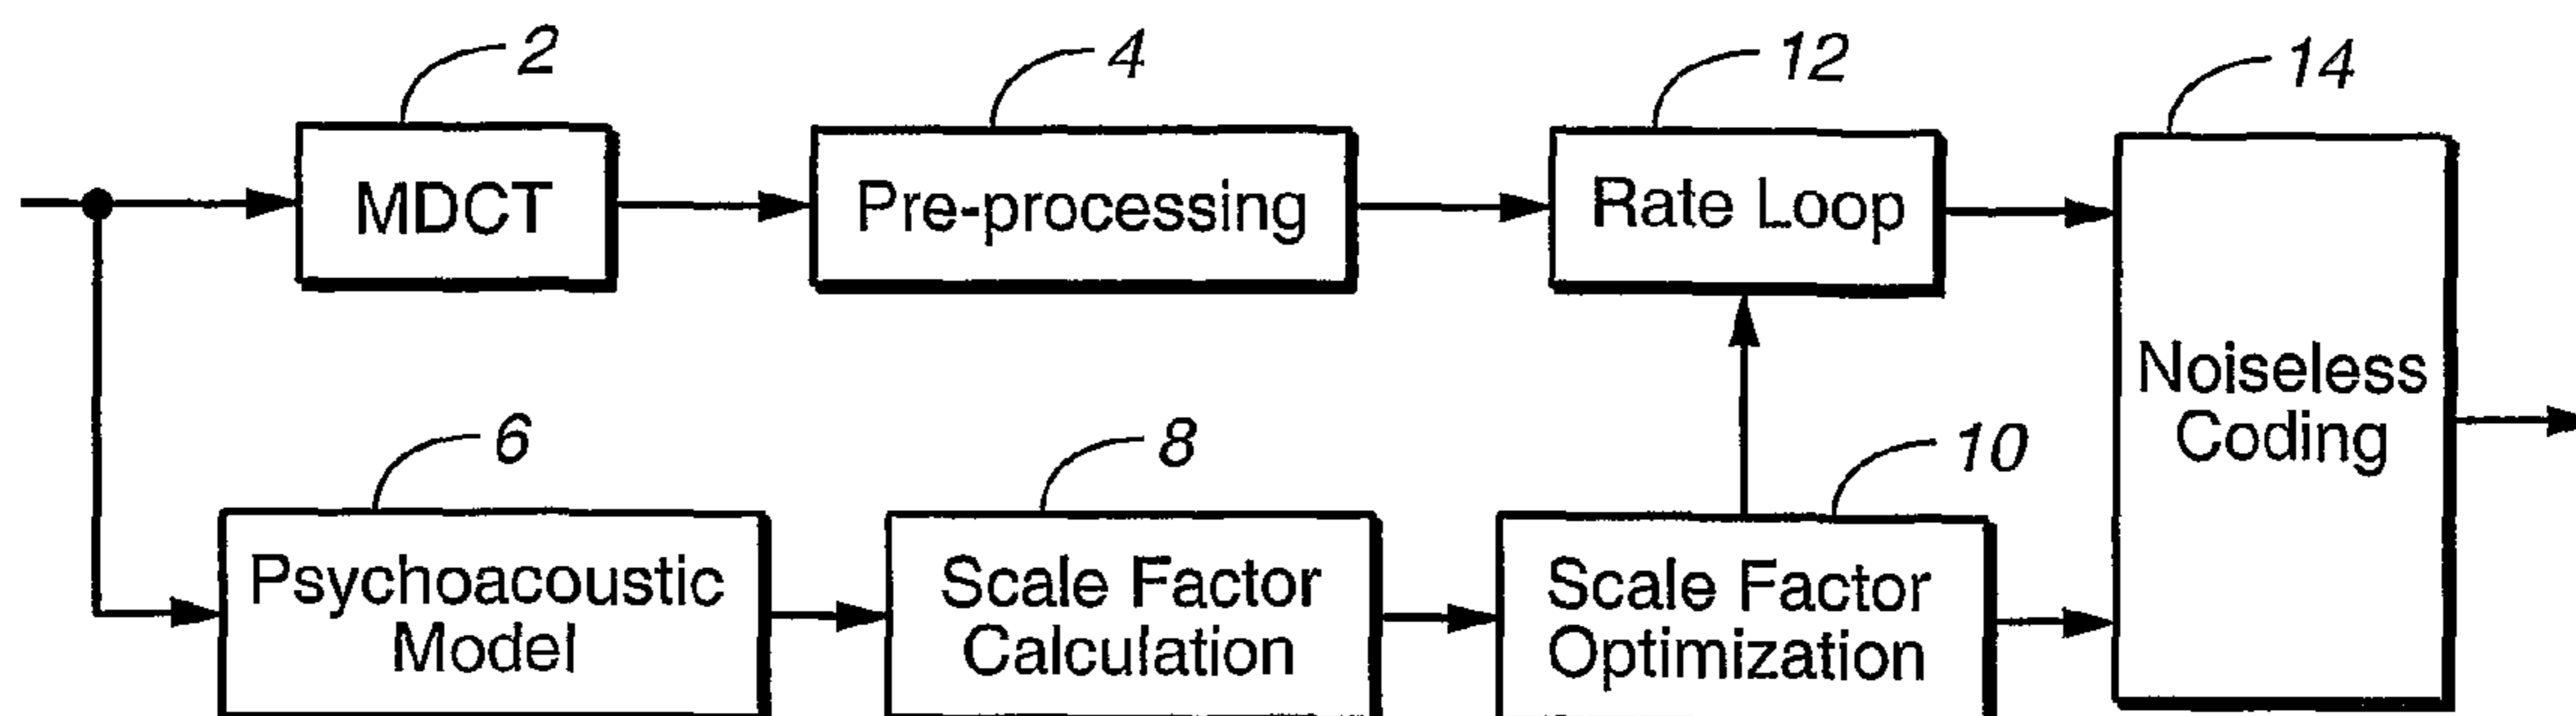 2
4
12
14
MDCT
Pre-processing
Rate Loop
Noiseless
Coding
6
8
10
Psychoacoustic
Model
Scale Factor
Calculation
Scale Factor
Optimization